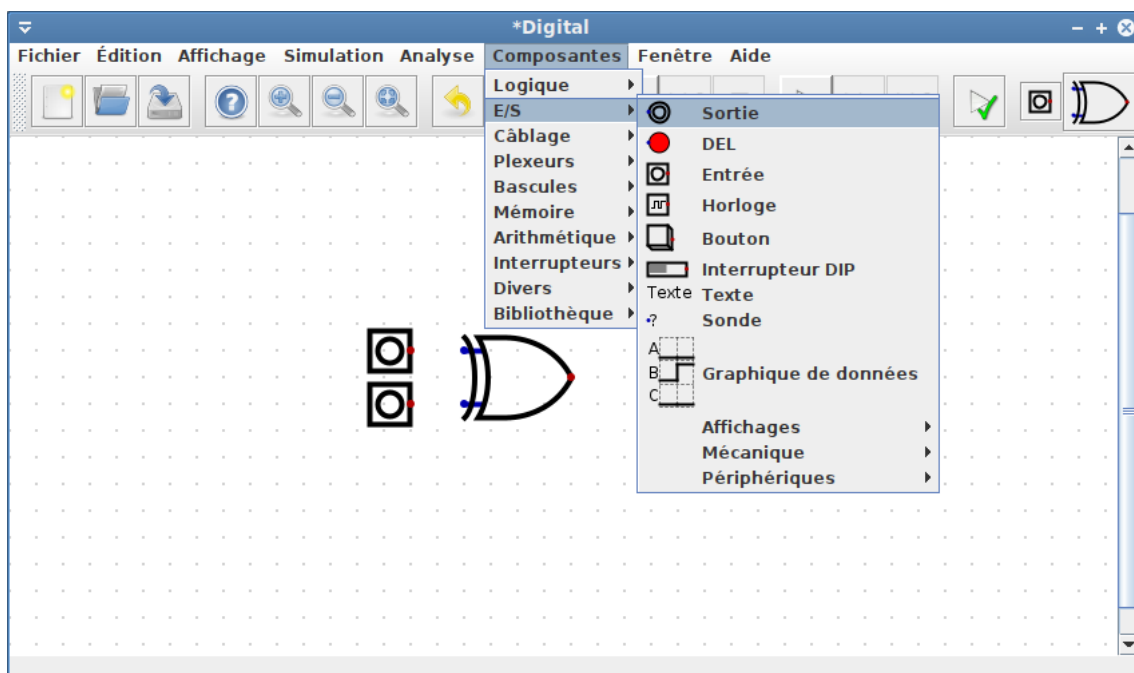 *Digital
Fichier Édition Affichage Simulation Analyse Composantes Fenêtre Aide
Logique
E/S
Câblage
Plexeurs
Bascules
Mémoire
Arithmétique
Interrupteurs
Divers
Bibliothèque
Sortie
DEL
Entrée
Horloge
Bouton
Interrupteur DIP
Texte Texte
? Sonde
A
B
C
Graphique de données
Affichages
Mécanique
Périphériques